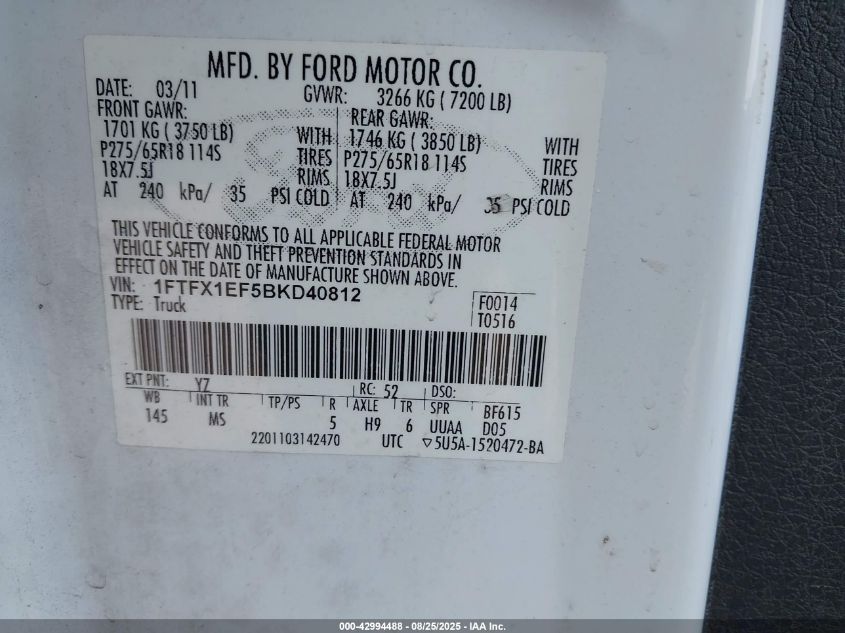 MFD. BY FORD MOTOR CO.
DATE: 03/11 GVWR: 3266 KG ( 7200 LB)
FRONT GAWR: REAR GAWR:
1701 KG ( 3750 LB) WITH 1746 KG ( 3850 LB) WITH
P275/65R18 114S TIRES P275/65R18 114S TIRES
18X7.5J RIMS 18X7.5J RIMS
AT 240 kPa/ 35 PSI COLD AT 240 kPa/ 35 PSI COLD
THIS VEHICLE CONFORMS TO ALL APPLICABLE FEDERAL MOTOR
VEHICLE SAFETY AND THEFT PREVENTION STANDARDS IN
EFFECT ON THE DATE OF MANUFACTURE SHOWN ABOVE.
VIN: 1FTFX1EF5BKD40812 F0014
TYPE: Truck T0516
EXT PNT: YZ RC: 52 DSO:
WB INT TR TP/PS R AXLE TR SPR BF615
145 MS 5 H9 6 UUAA D05
2201103142470 UTC ▽5U5A-1520472-BA
000-42994488 - 08/25/2025 - IAA Inc.